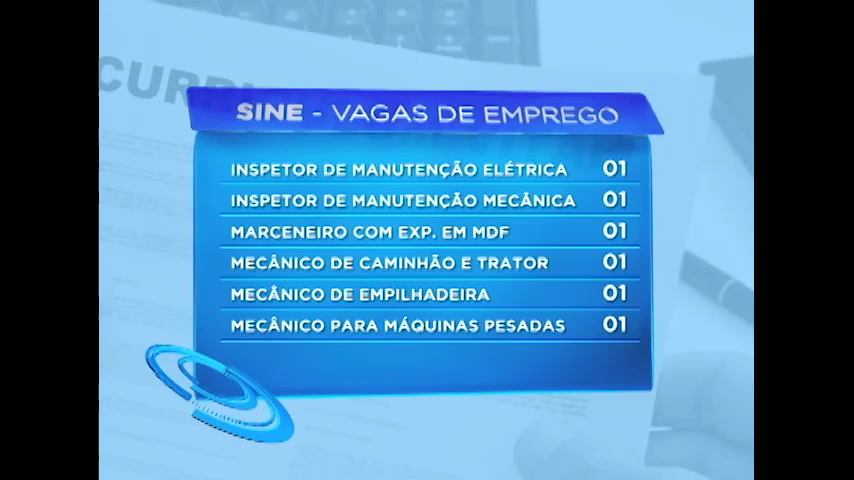 CURR
SINE - VAGAS DE EMPREGO
INSPETOR DE MANUTENÇÃO ELÉTRICA 01
INSPETOR DE MANUTENÇÃO MECÂNICA 01
MARCENEIRO COM EXP. EM MDF 01
MECÂNICO DE CAMINHÃO E TRATOR 01
MECÂNICO DE EMPILHADEIRA 01
MECÂNICO PARA MÁQUINAS PESADAS 01